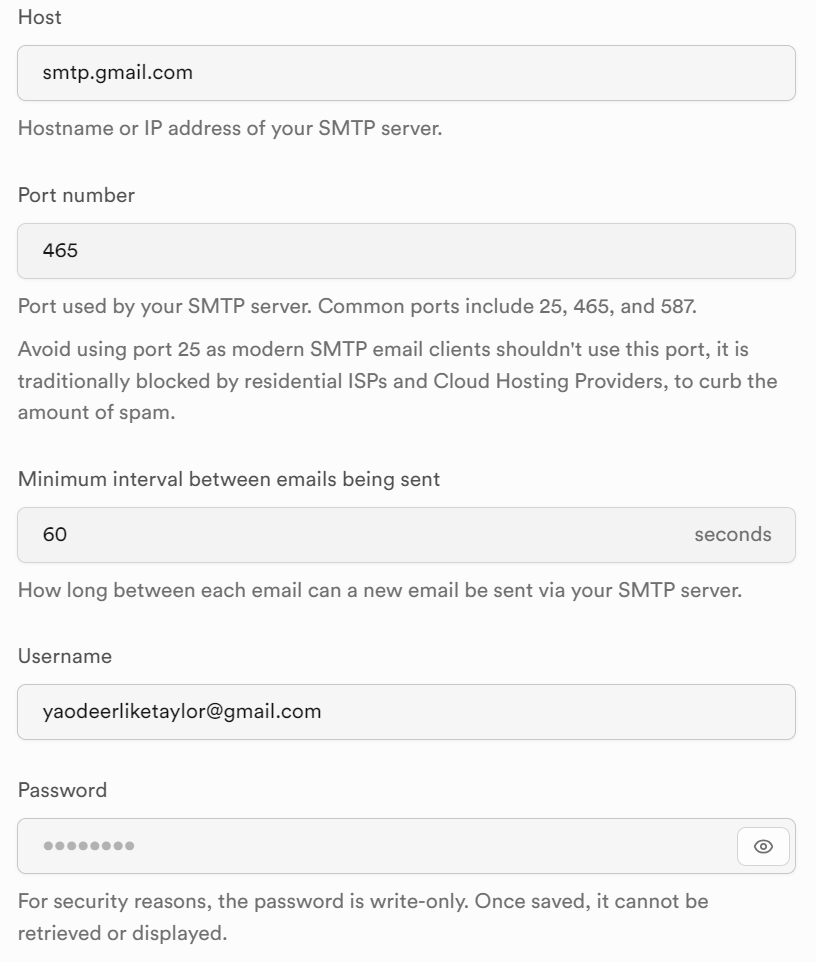 Host
smtp.gmail.com
Hostname or IP address of your SMTP server.
Port number
465
Port used by your SMTP server. Common ports include 25, 465, and 587.
Avoid using port 25 as modern SMTP email clients shouldn't use this port, it is
traditionally blocked by residential ISPs and Cloud Hosting Providers, to curb the
amount of spam.
Minimum interval between emails being sent
60 seconds
How long between each email can a new email be sent via your SMTP server.
Username
yaodeerliketaylor@gmail.com
Password
••••••••
For security reasons, the password is write-only. Once saved, it cannot be
retrieved or displayed.